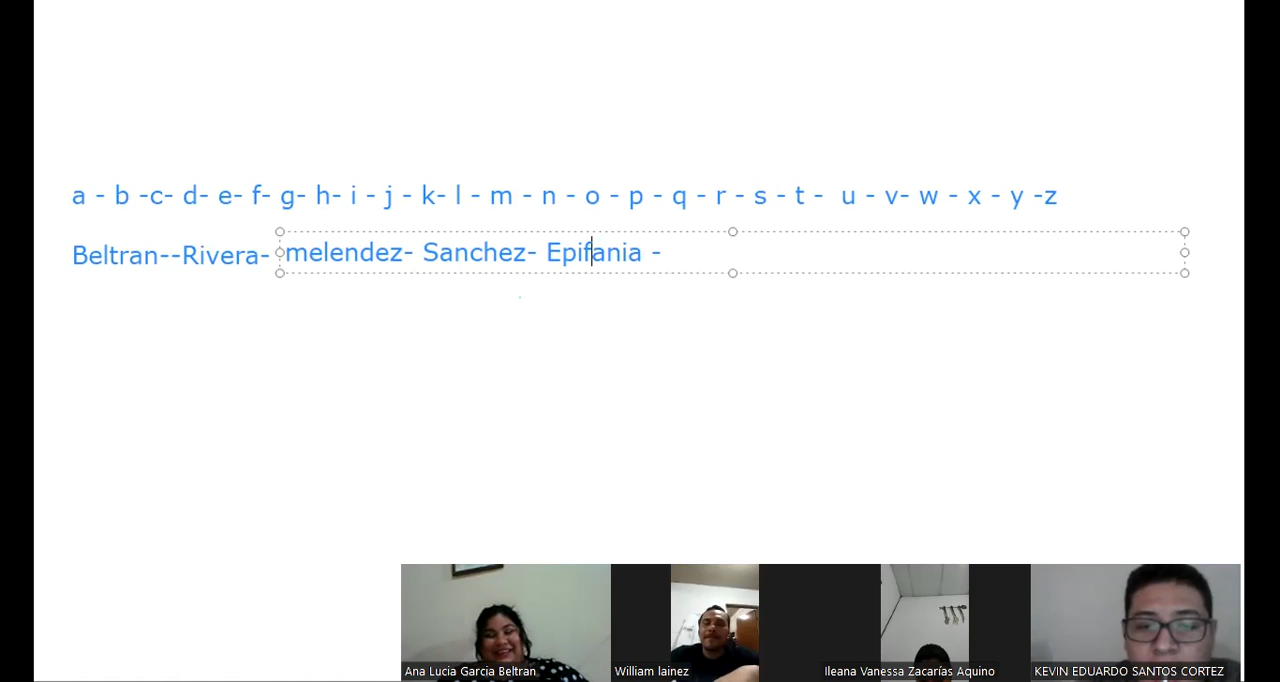 a - b -c- d- e- f- g- h- i - j - k- l - m - n - o - p - q - r - s - t -  u - v- w - x - y -z
Beltran--Rivera- melendez- Sanchez- Epifania -
Ana Lucia Garcia Beltran
William lainez
Ileana Vanessa Zacarías Aquino
KEVIN EDUARDO SANTOS CORTEZ